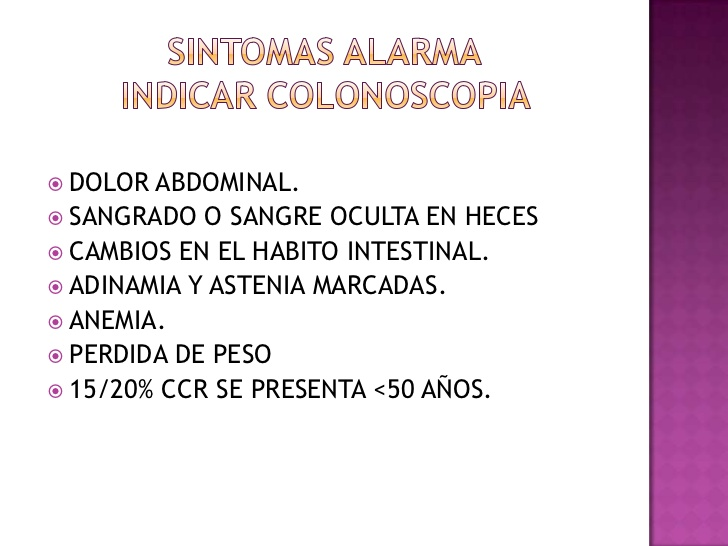 SINTOMAS ALARMA
INDICAR COLONOSCOPIA
DOLOR ABDOMINAL.
SANGRADO O SANGRE OCULTA EN HECES
CAMBIOS EN EL HABITO INTESTINAL.
ADINAMIA Y ASTENIA MARCADAS.
ANEMIA.
PERDIDA DE PESO
15/20% CCR SE PRESENTA <50 AÑOS.